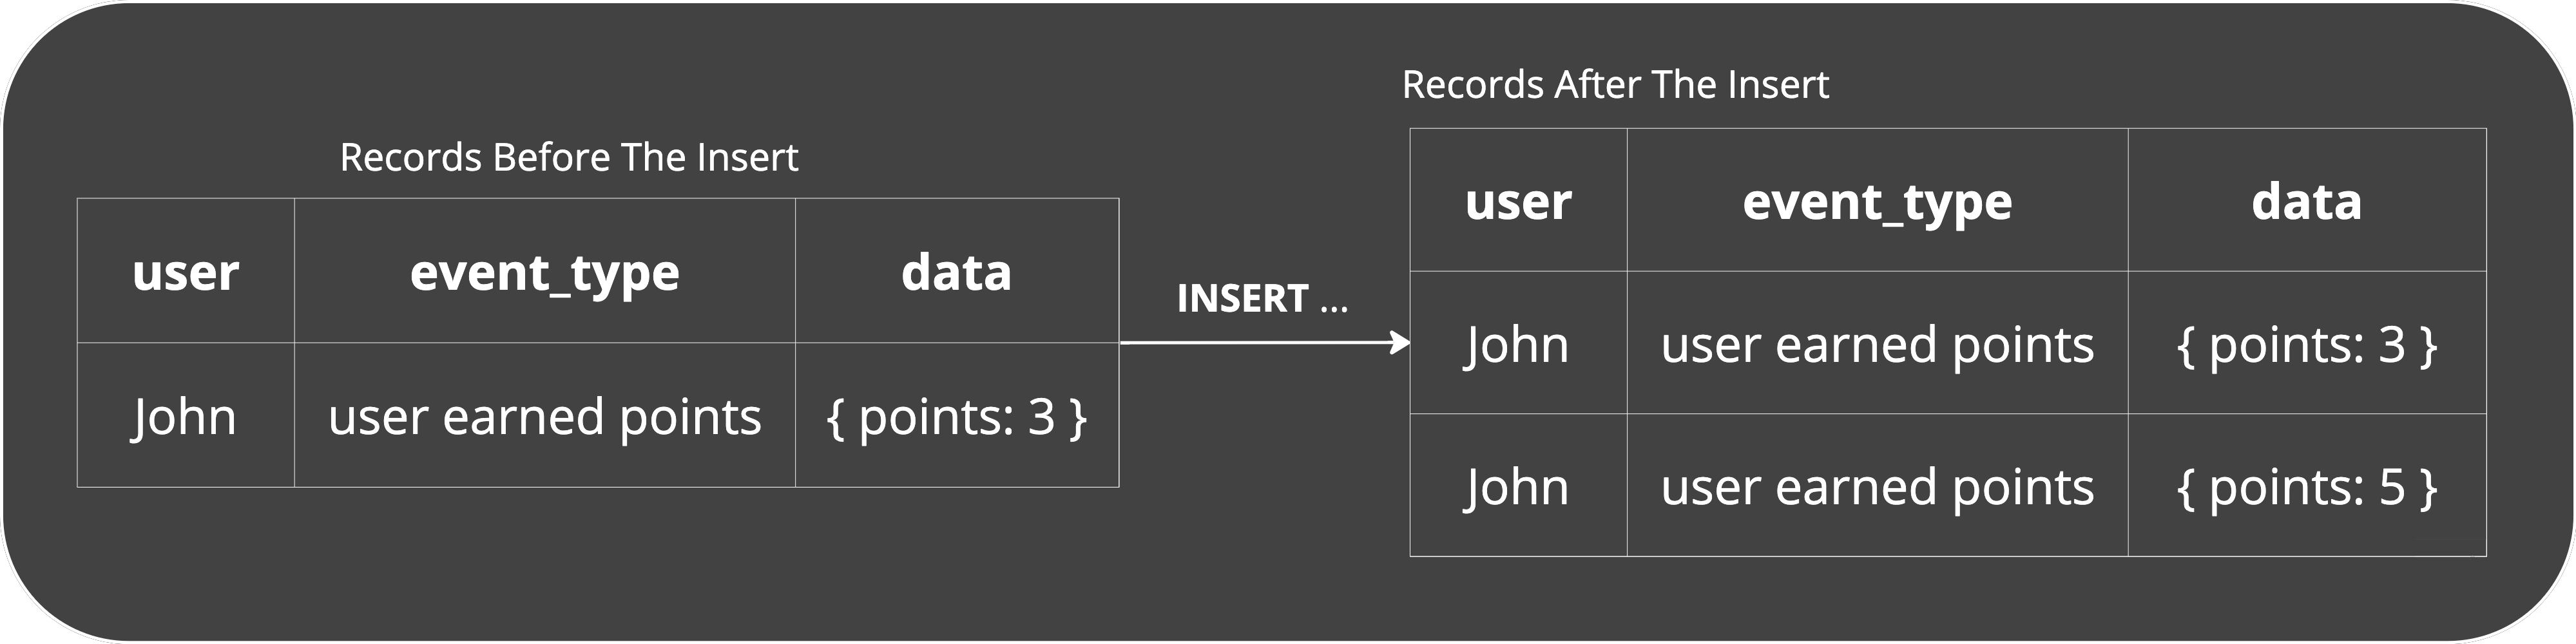 Records Before The Insert
user event_type data
John user earned points { points: 3 }
INSERT ...
Records After The Insert
user event_type data
John user earned points { points: 3 }
John user earned points { points: 5 }